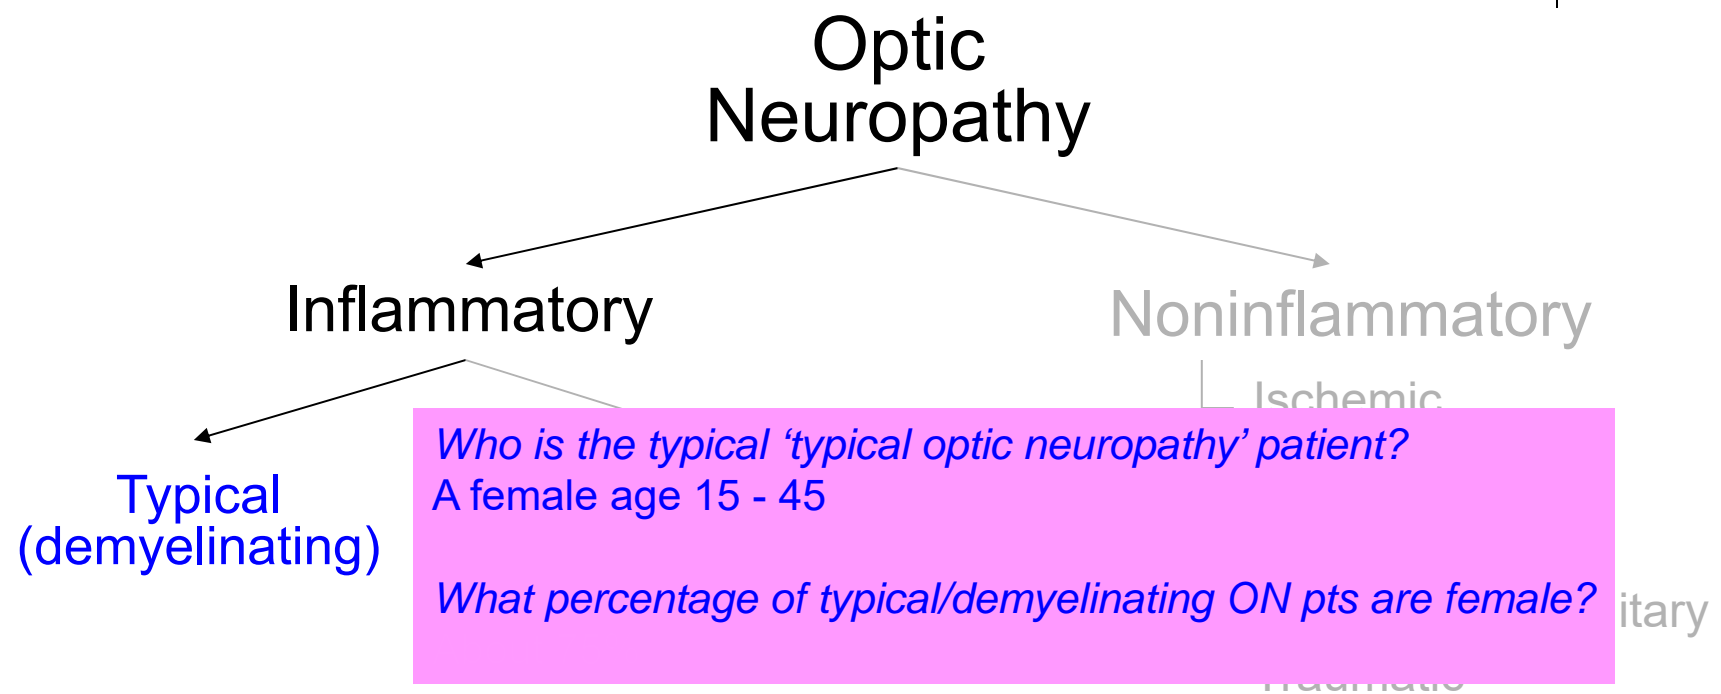 Optic
Neuropathy
Inflammatory
Noninflammatory
Ischemic
Who is the typical ‘typical optic neuropathy’ patient?
A female age 15 - 45
Typical
(demyelinating)
What percentage of typical/demyelinating ON pts are female?
itary
Traumatic